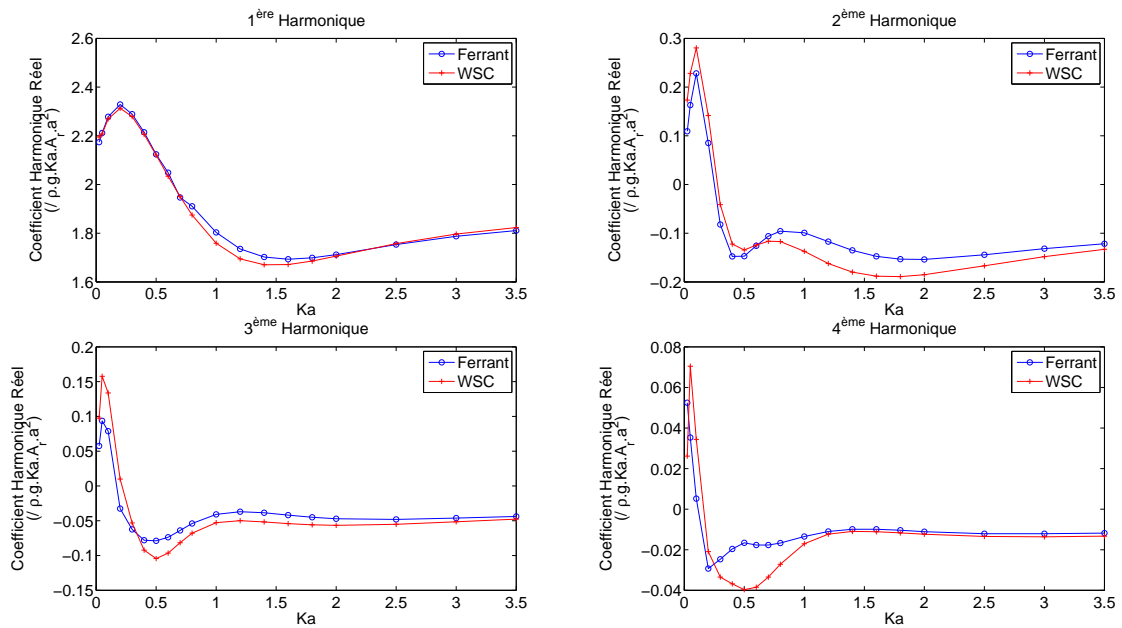 1ère Harmonique
Coefficient Harmonique Réel
(/ ρ.g.Ka.Ar.a²)
2.6
2.4
2.2
2
1.8
1.6
0
0.5
1
1.5
2
2.5
3
3.5
Ka
Ferrant
WSC
2ème Harmonique
Coefficient Harmonique Réel
(/ ρ.g.Ka.Ar.a²)
0.3
0.2
0.1
0
−0.1
−0.2
0
0.5
1
1.5
2
2.5
3
3.5
Ka
Ferrant
WSC
3ème Harmonique
Coefficient Harmonique Réel
(/ ρ.g.Ka.Ar.a²)
0.2
0.15
0.1
0.05
0
−0.05
−0.1
−0.15
0
0.5
1
1.5
2
2.5
3
3.5
Ka
Ferrant
WSC
4ème Harmonique
Coefficient Harmonique Réel
(/ ρ.g.Ka.Ar.a²)
0.08
0.06
0.04
0.02
0
−0.02
−0.04
0
0.5
1
1.5
2
2.5
3
3.5
Ka
Ferrant
WSC